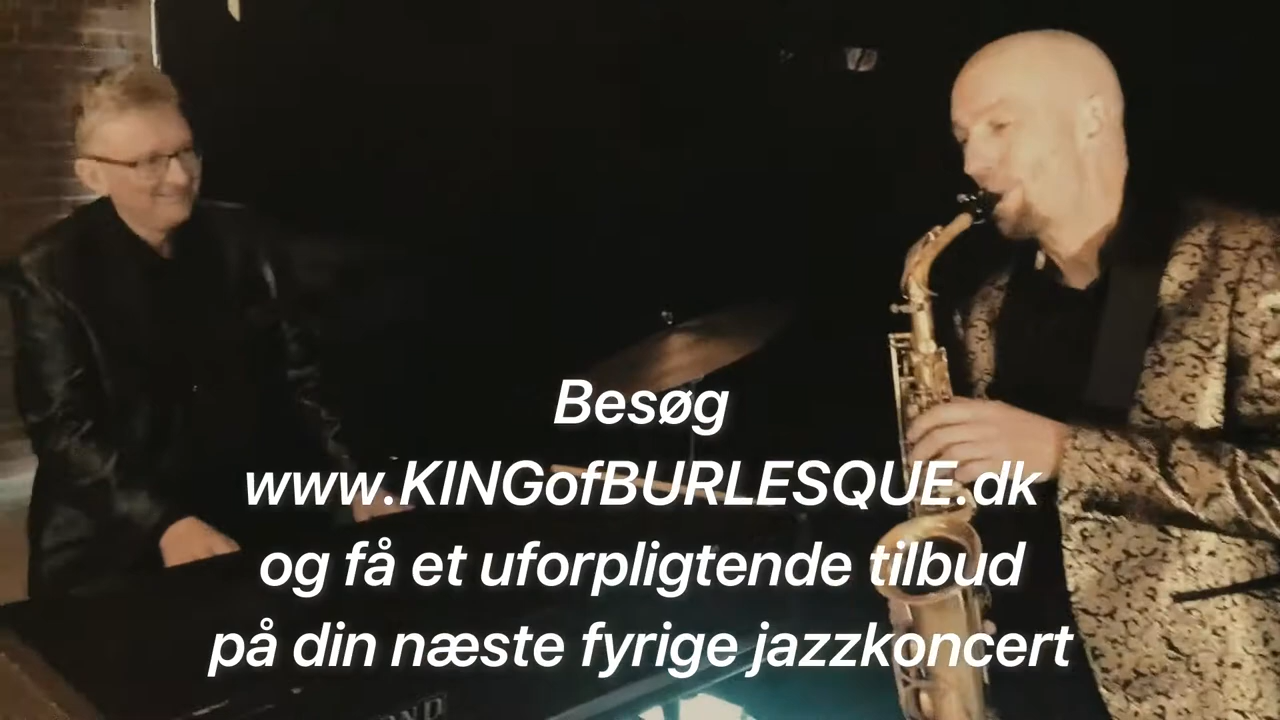 Besøg
www.KINGofBURLESQUE.dk
og få et uforpligtende tilbud
på din næste fyrige jazzkoncert